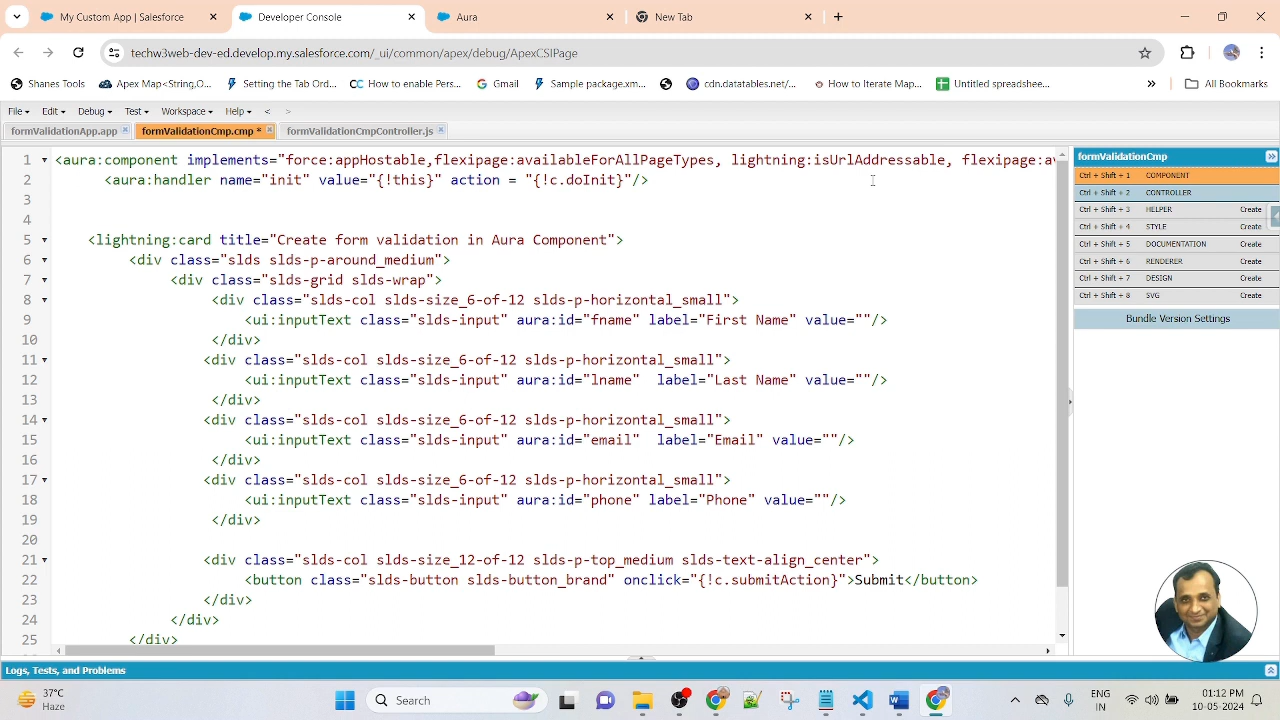 My Custom App | Salesforce
Developer Console
Aura
New Tab
techw3web-dev-ed.develop.my.salesforce.com/_ui/common/apex/debug/ApexCSIPage
Shanes Tools
Apex Map<String,O...
Setting the Tab Ord...
CC How to enable Pers...
Gmail
Sample package.xm...
cdn.datatables.net/...
How to Iterate Map...
Untitled spreadshee...
All Bookmarks
File Edit Debug Test Workspace Help < >
formValidationApp.app
formValidationCmp.cmp *
formValidationCmpController.js
1 <aura:component implements="force:appHostable,flexipage:availableForAllPageTypes, lightning:isUrlAddressable, flexipage:av
2 <aura:handler name="init" value="{!this}" action = "{!c.doInit}"/>
3
4
5 <lightning:card title="Create form validation in Aura Component">
6 <div class="slds slds-p-around_medium">
7 <div class="slds-grid slds-wrap">
8 <div class="slds-col slds-size_6-of-12 slds-p-horizontal_small">
9 <ui:inputText class="slds-input" aura:id="fname" label="First Name" value=""/>
10 </div>
11 <div class="slds-col slds-size_6-of-12 slds-p-horizontal_small">
12 <ui:inputText class="slds-input" aura:id="lname"  label="Last Name" value=""/>
13 </div>
14 <div class="slds-col slds-size_6-of-12 slds-p-horizontal_small">
15 <ui:inputText class="slds-input" aura:id="email"  label="Email" value=""/>
16 </div>
17 <div class="slds-col slds-size_6-of-12 slds-p-horizontal_small">
18 <ui:inputText class="slds-input" aura:id="phone" label="Phone" value=""/>
19 </div>
20
21 <div class="slds-col slds-size_12-of-12 slds-p-top_medium slds-text-align_center">
22 <button class="slds-button slds-button_brand" onclick="{!c.submitAction}">Submit</button>
23 </div>
24 </div>
25 </div>
formValidationCmp
Ctrl + Shift + 1 COMPONENT
Ctrl + Shift + 2 CONTROLLER
Ctrl + Shift + 3 HELPER Create
Ctrl + Shift + 4 STYLE Create
Ctrl + Shift + 5 DOCUMENTATION Create
Ctrl + Shift + 6 RENDERER Create
Ctrl + Shift + 7 DESIGN Create
Ctrl + Shift + 8 SVG Create
Bundle Version Settings
Logs, Tests, and Problems
37°C
Haze
Search
ENG
IN
01:12 PM
10-05-2024